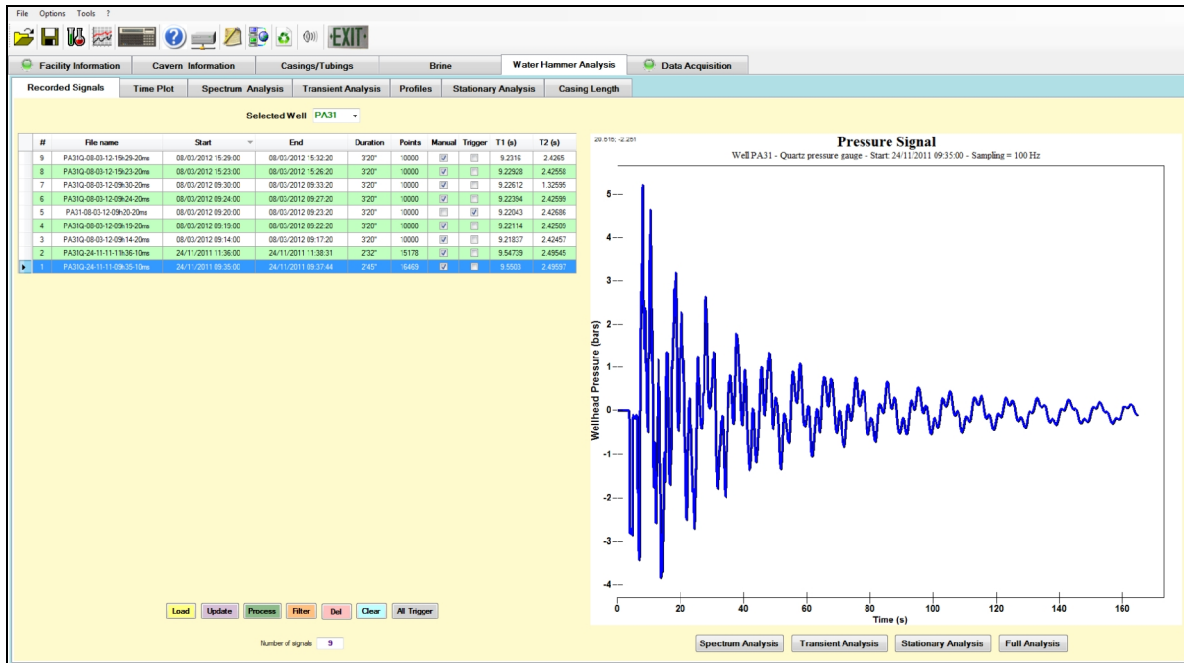 File Options Tools ?
EXIT
Facility Information Cavern Information Casings/Tubings Brine Water Hammer Analysis Data Acquisition
Recorded Signals Time Plot Spectrum Analysis Transient Analysis Profiles Stationary Analysis Casing Length
Selected Well PA31
# File name Start End Duration Points Manual Trigger T1 (s) T2 (s)
9 PA31Q-08-03-12-15h29-20ms 08/03/2012 15:29:00 08/03/2012 15:32:20 3'20" 10000 9.2316 2.4265
8 PA31Q-08-03-12-15h23-20ms 08/03/2012 15:23:00 08/03/2012 15:26:20 3'20" 10000 9.22928 2.42558
7 PA31Q-08-03-12-09h30-20ms 08/03/2012 09:30:00 08/03/2012 09:33:20 3'20" 10000 9.22612 1.32595
6 PA31Q-08-03-12-09h24-20ms 08/03/2012 09:24:00 08/03/2012 09:27:20 3'20" 10000 9.22394 2.42599
5 PA31-08-03-12-09h20-20ms 08/03/2012 09:20:00 08/03/2012 09:23:20 3'20" 10000 9.22043 2.42686
4 PA31Q-08-03-12-09h19-20ms 08/03/2012 09:19:00 08/03/2012 09:22:20 3'20" 10000 9.22114 2.42509
3 PA31Q-08-03-12-09h14-20ms 08/03/2012 09:14:00 08/03/2012 09:17:20 3'20" 10000 9.21837 2.42457
2 PA31Q-24-11-11-11h36-10ms 24/11/2011 11:36:00 24/11/2011 11:38:31 2'32" 15178 9.54739 2.49545
1 PA31Q-24-11-11-09h35-10ms 24/11/2011 09:35:00 24/11/2011 09:37:44 2'45" 16469 9.5503 2.49597
Load Update Process Filter Del Clear All Trigger
Number of signals 9
20.616; -2.251
Pressure Signal
Well PA31 - Quartz pressure gauge - Start: 24/11/2011 09:35:00 - Sampling = 100 Hz
Wellhead Pressure (bars)
5
4
3
2
1
0
-1
-2
-3
-4
0 20 40 60 80 100 120 140 160
Time (s)
Spectrum Analysis Transient Analysis Stationary Analysis Full Analysis